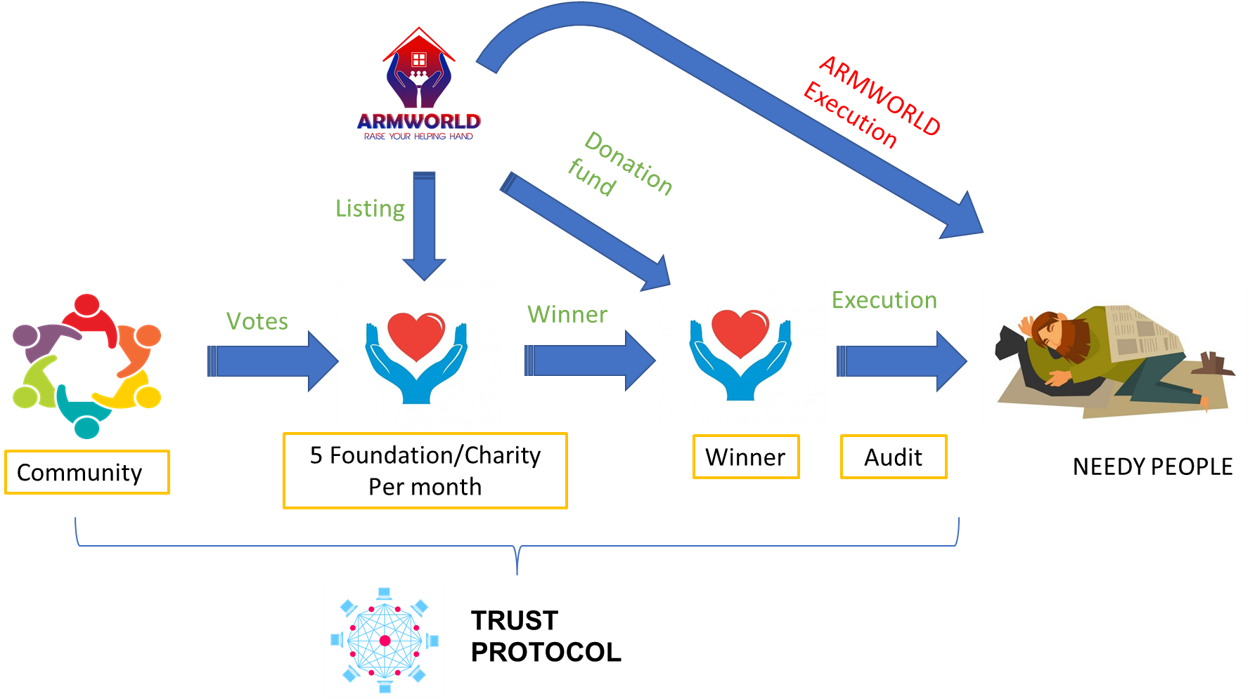 ARMWORLD
RAISE YOUR HELPING HAND
ARMWORLD
Execution
Donation
fund
Listing
Votes
Winner
Execution
Community
5 Foundation/Charity
Per month
Winner
Audit
NEEDY PEOPLE
TRUST
PROTOCOL